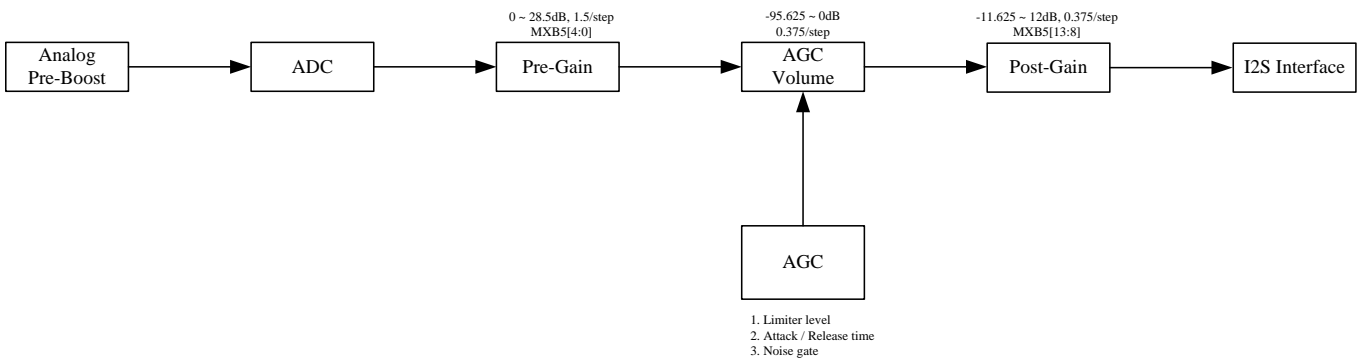 0 ~ 28.5dB, 1.5/step
MXB5[4:0]
-95.625 ~ 0dB
0.375/step
-11.625 ~ 12dB, 0.375/step
MXB5[13:8]
Analog
Pre-Boost
ADC
Pre-Gain
AGC
Volume
Post-Gain
I2S Interface
AGC
1. Limiter level
2. Attack / Release time
3. Noise gate